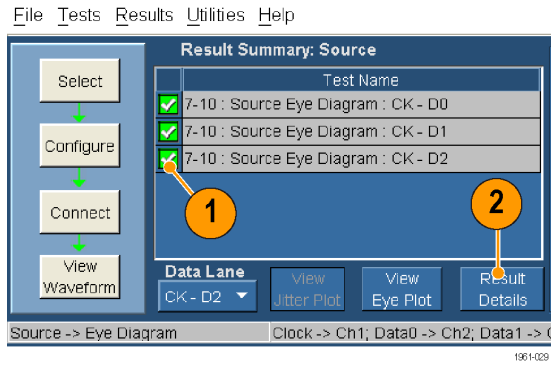 File Tests Results Utilities Help
Result Summary: Source
Select
Test Name
7-10 : Source Eye Diagram : CK - D0
7-10 : Source Eye Diagram : CK - D1
Configure
7-10 : Source Eye Diagram : CK - D2
1
2
Connect
View
Waveform
Data Lane
CK - D2
View
Jitter Plot
View
Eye Plot
Result
Details
Source -> Eye Diagram
Clock -> Ch1; Data0 -> Ch2; Data1 ->
1961-029